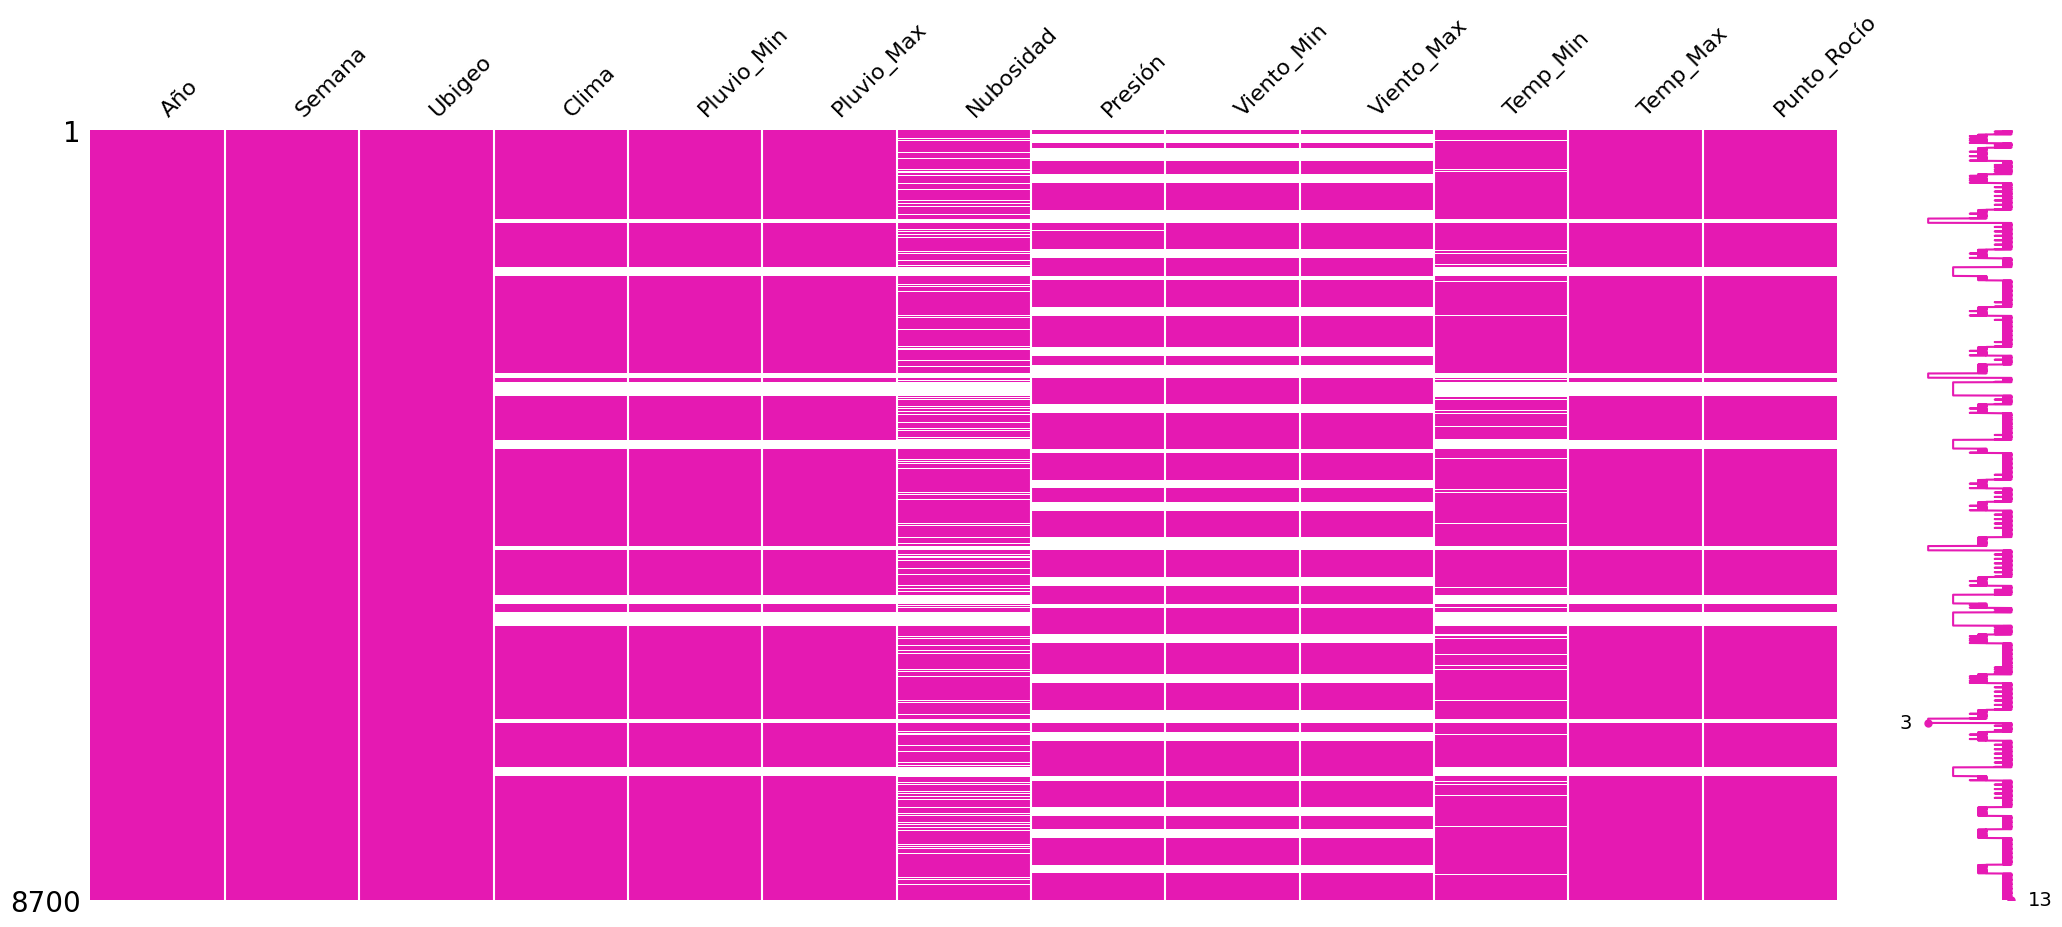 Año
Semana
Ubigeo
Clima
Pluvio_Min
Pluvio_Max
Nubosidad
Presión
Viento_Min
Viento_Max
Temp_Min
Temp_Max
Punto_Rocío
1
3
8700
13